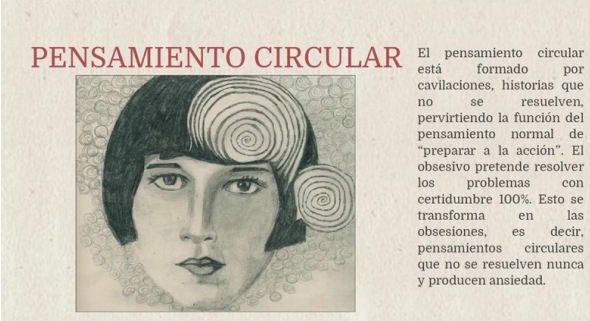 PENSAMIENTO CIRCULAR
El pensamiento circular
está formado por
cavilaciones, historias que
no se resuelven,
pervirtiendo la función del
pensamiento normal de
“preparar a la acción”. El
obsesivo pretende resolver
los problemas con
certidumbre 100%. Esto se
transforma en las
obsesiones, es decir,
pensamientos circulares
que no se resuelven nunca
y producen ansiedad.